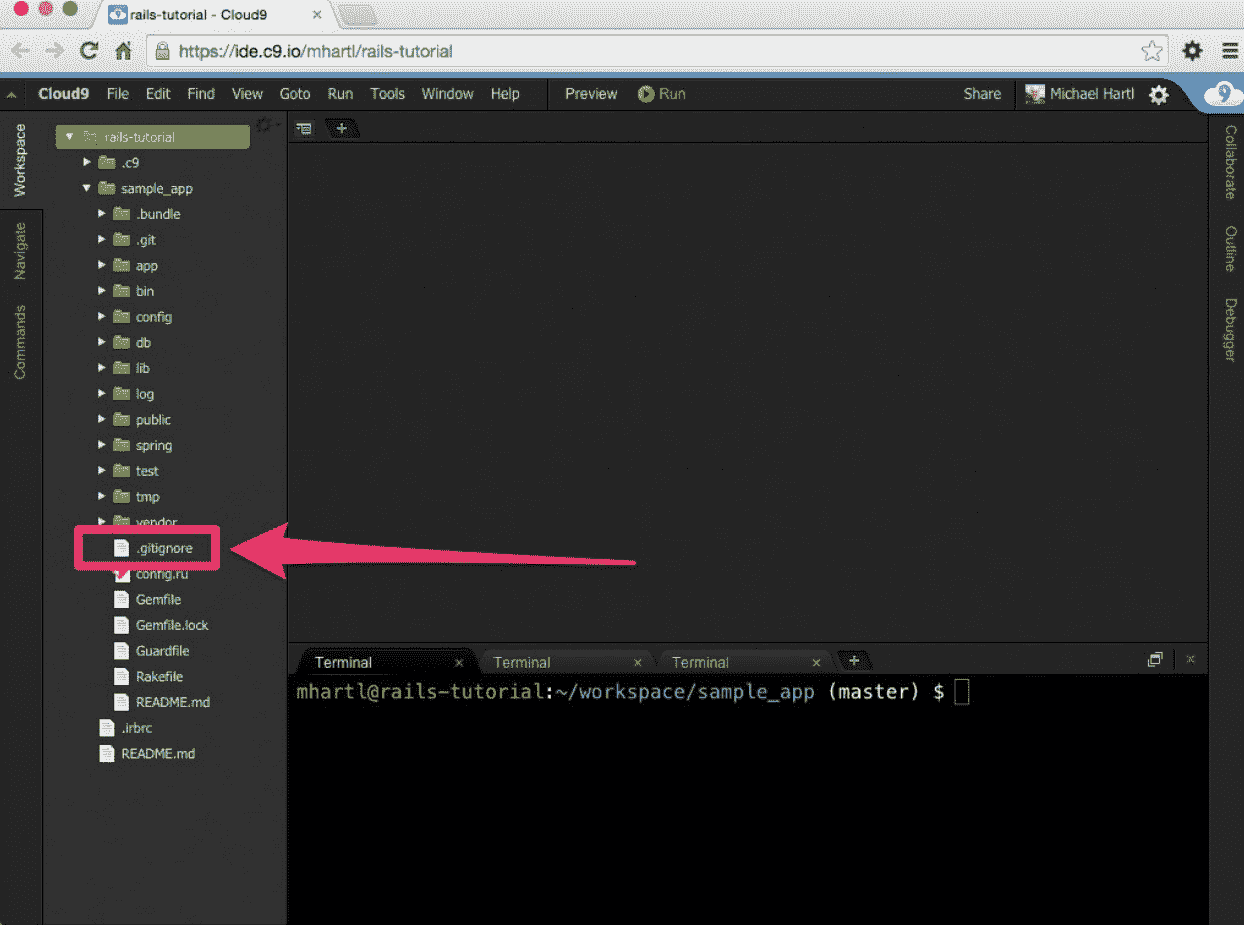 rails-tutorial - Cloud9
https://ide.c9.io/mhartl/rails-tutorial
Cloud9 File Edit Find View Goto Run Tools Window Help Preview Run Share Michael Hartl
9
Workspace
Navigate
Commands
rails-tutorial
.c9
sample_app
.bundle
.git
app
bin
config
db
lib
log
public
spring
test
tmp
vendor
.gitignore
config.ru
Gemfile
Gemfile.lock
Guardfile
Rakefile
README.md
.irbrc
README.md
Terminal Terminal Terminal
mhartl@rails-tutorial:~/workspace/sample_app (master) $
Collaborate
Outline
Debugger